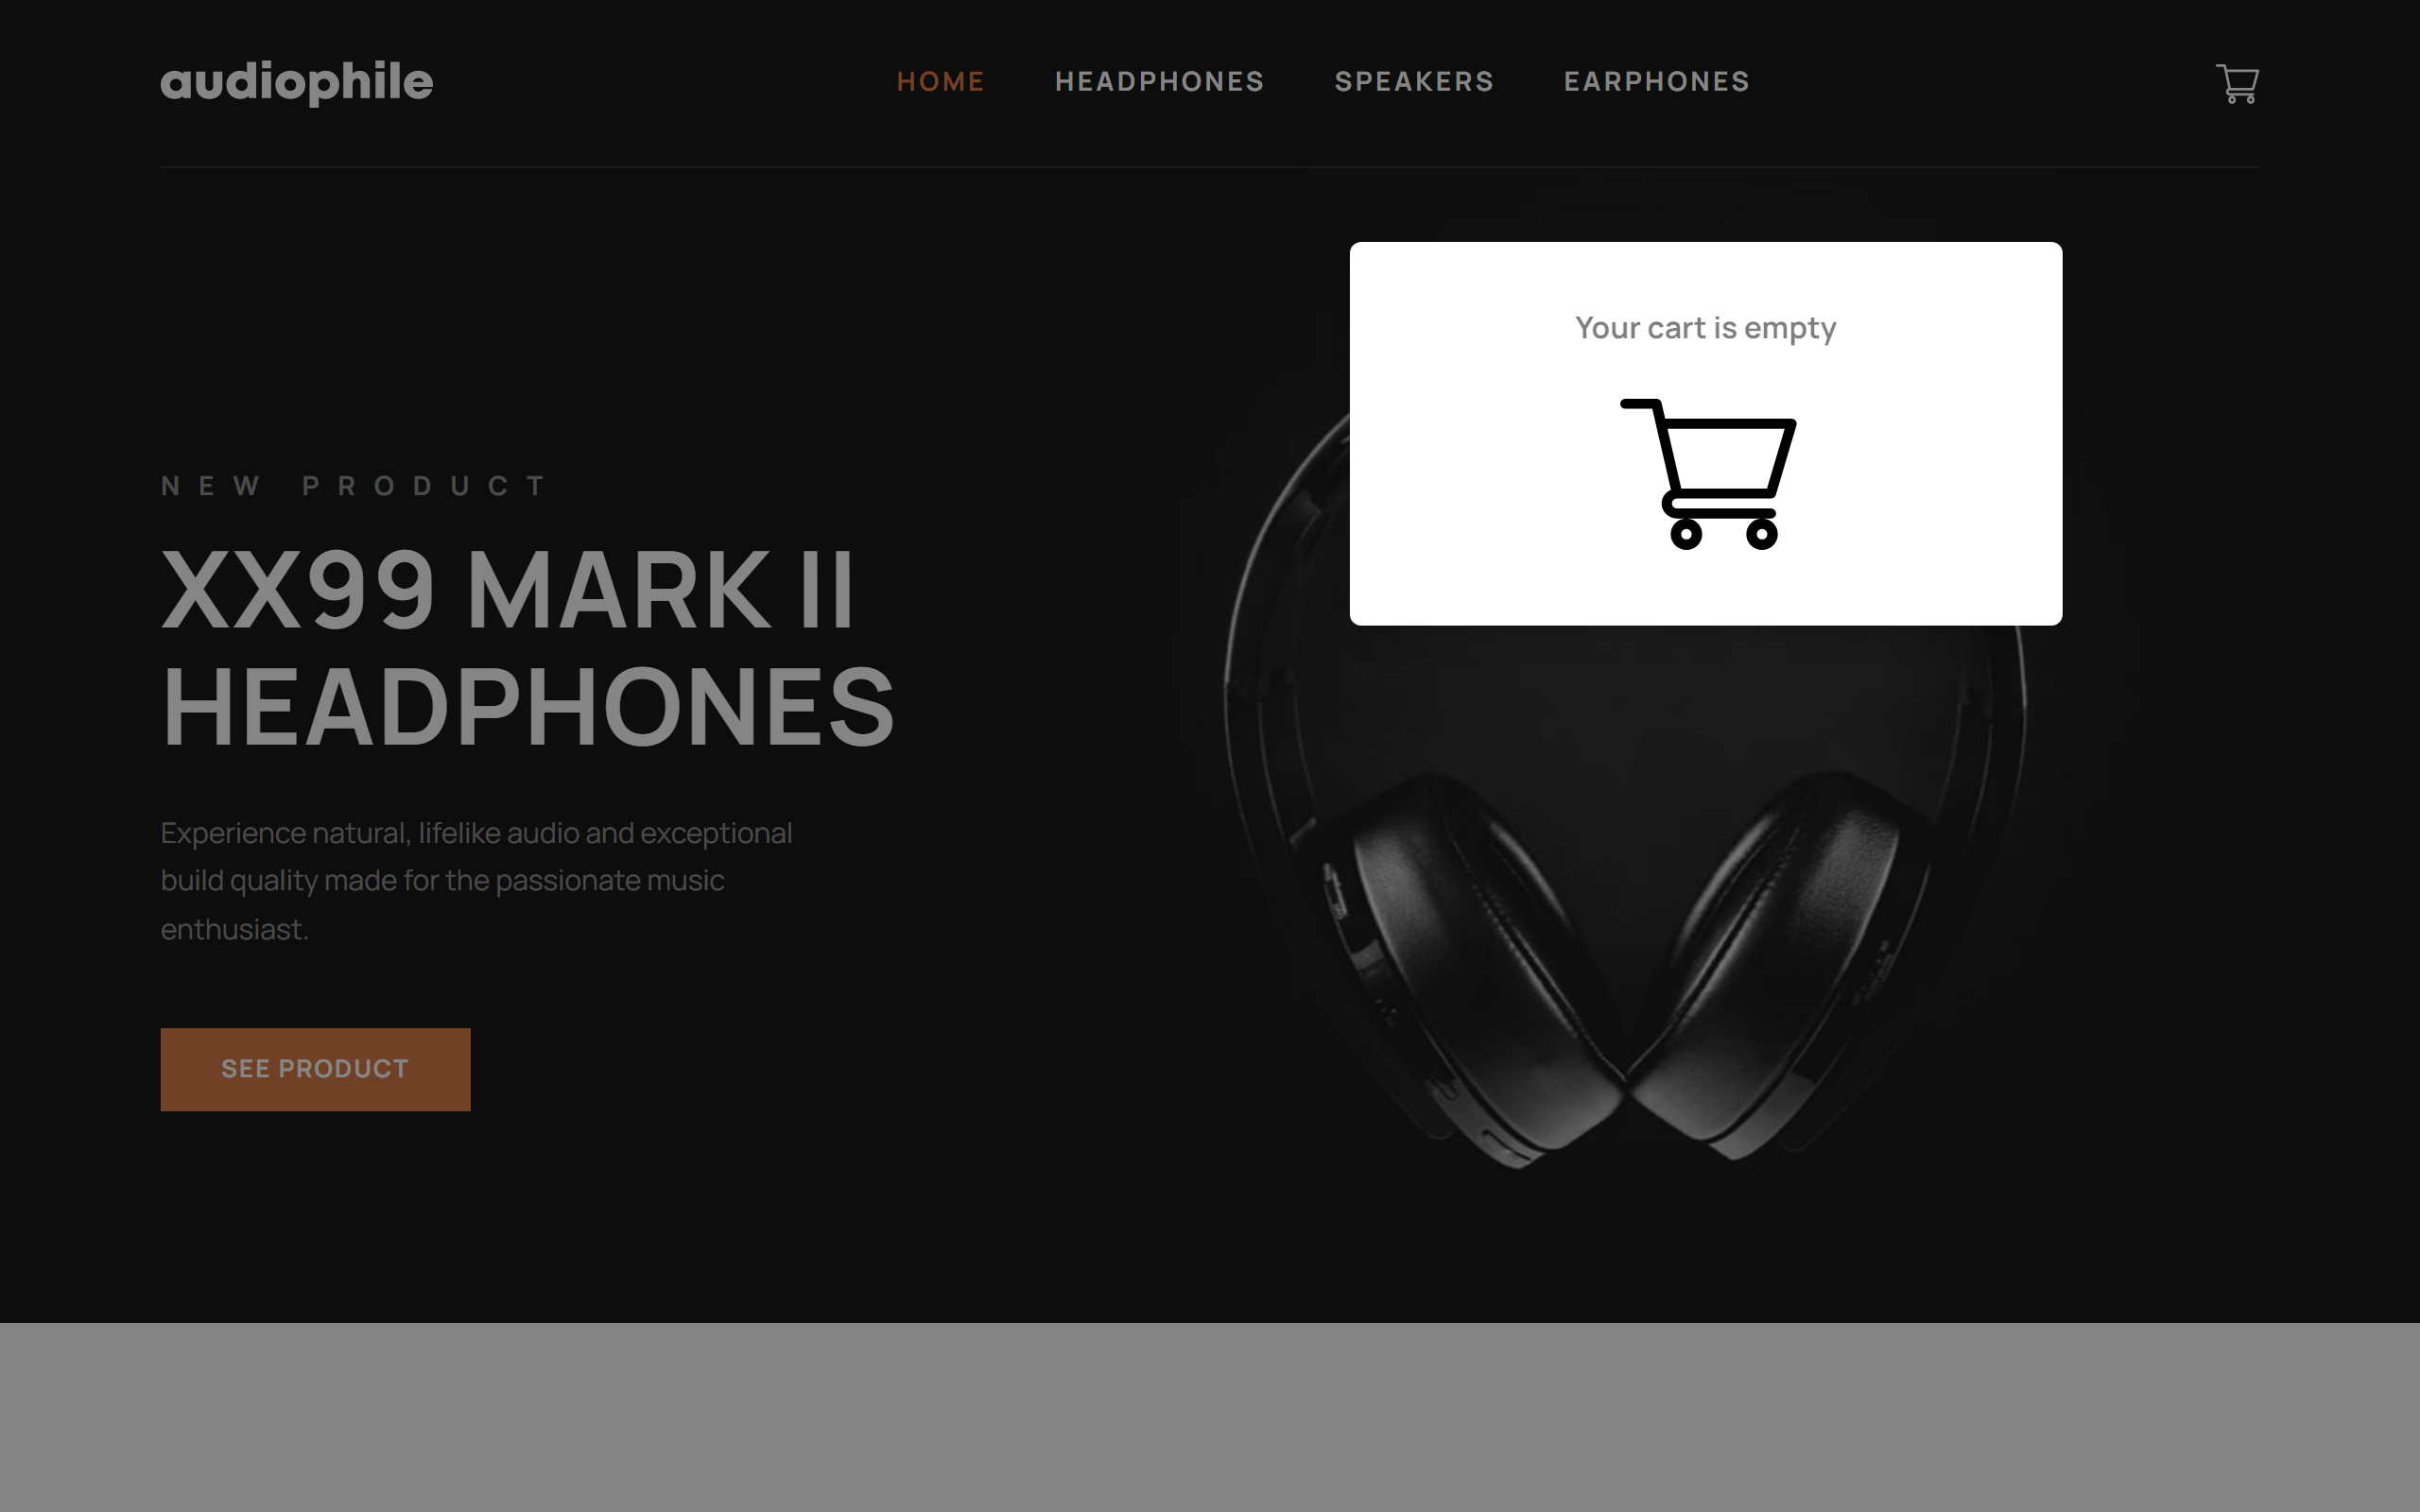 audiophile
HOME HEADPHONES SPEAKERS EARPHONES
Your cart is empty
NEW PRODUCT
XX99 MARK II
HEADPHONES
Experience natural, lifelike audio and exceptional
build quality made for the passionate music
enthusiast.
SEE PRODUCT